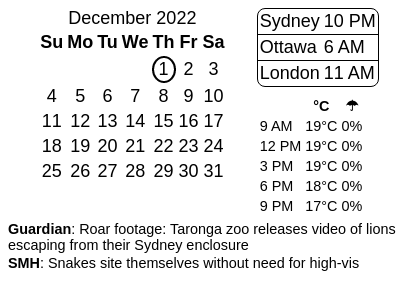 December 2022
Su Mo Tu We Th Fr Sa
1 2 3
4 5 6 7 8 9 10
11 12 13 14 15 16 17
18 19 20 21 22 23 24
25 26 27 28 29 30 31
Sydney 10 PM
Ottawa 6 AM
London 11 AM
°C ☂
9 AM 19°C 0%
12 PM 19°C 0%
3 PM 19°C 0%
6 PM 18°C 0%
9 PM 17°C 0%
Guardian: Roar footage: Taronga zoo releases video of lions
escaping from their Sydney enclosure
SMH: Snakes site themselves without need for high-vis